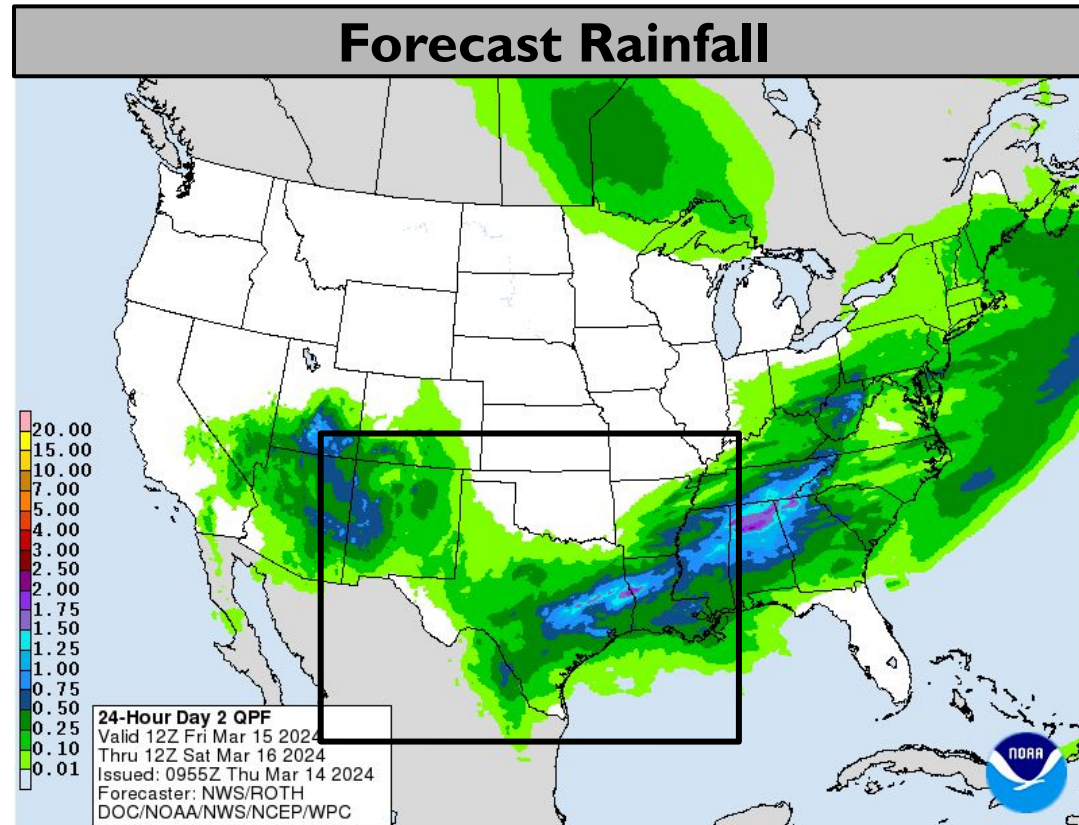 Forecast Rainfall
20.00
15.00
10.00
7.00
5.00
4.00
3.00
2.50
2.00
1.75
1.50
1.25
1.00
0.75
0.50
0.25
0.10
0.01
24-Hour Day 2 QPF
Valid 12Z Fri Mar 15 2024
Thru 12Z Sat Mar 16 2024
Issued: 0955Z Thu Mar 14 2024
Forecaster: NWS/ROTH
DOC/NOAA/NWS/NCEP/WPC
NOAA